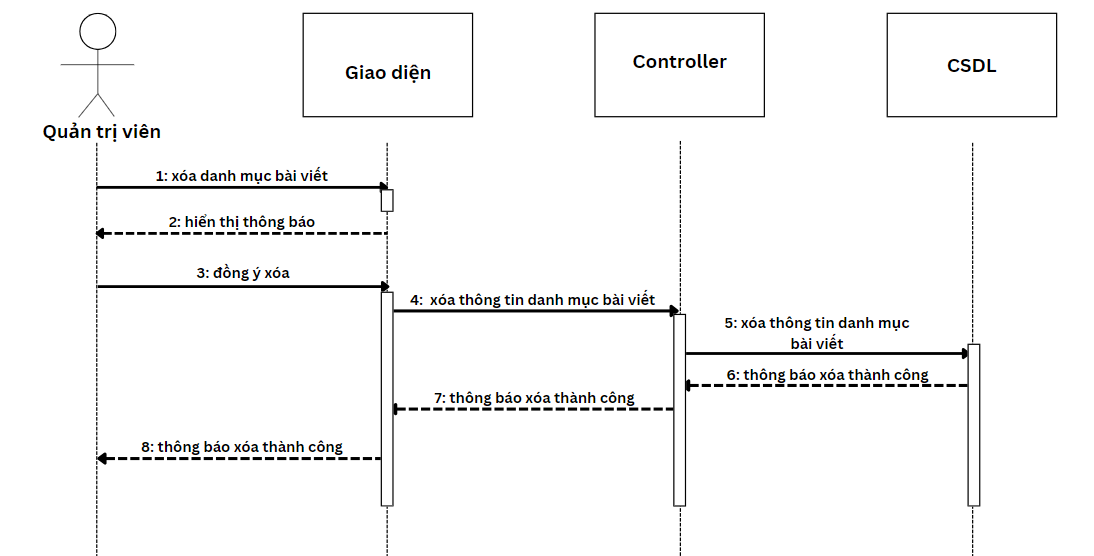 Giao diện
Controller
CSDL
Quản trị viên
1: xóa danh mục bài viết
2: hiển thị thông báo
3: đồng ý xóa
4: xóa thông tin danh mục bài viết
5: xóa thông tin danh mục
bài viết
6: thông báo xóa thành công
7: thông báo xóa thành công
8: thông báo xóa thành công